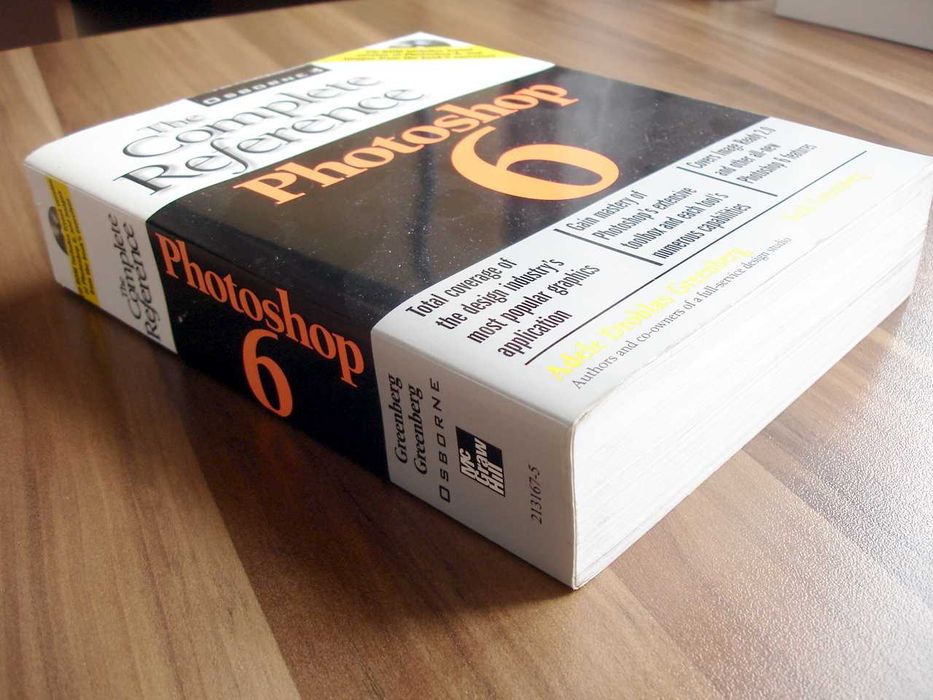 OSBORNE
The
Complete
Reference
Photoshop
6
Total coverage of
the design industry's
most popular graphics
application
Gain mastery of
Photoshop's extensive
toolbox and each tool's
numerous capabilities
Covers Image Ready 2.0
and other all-new
Photoshop 6 features
Adele Droblas Greenberg
Seth Greenberg
Authors and co-owners of a full-service design studio
The
Complete
Reference
Photoshop
6
Greenberg
Greenberg
OSBORNE
Mc
Graw
Hill
213167-5